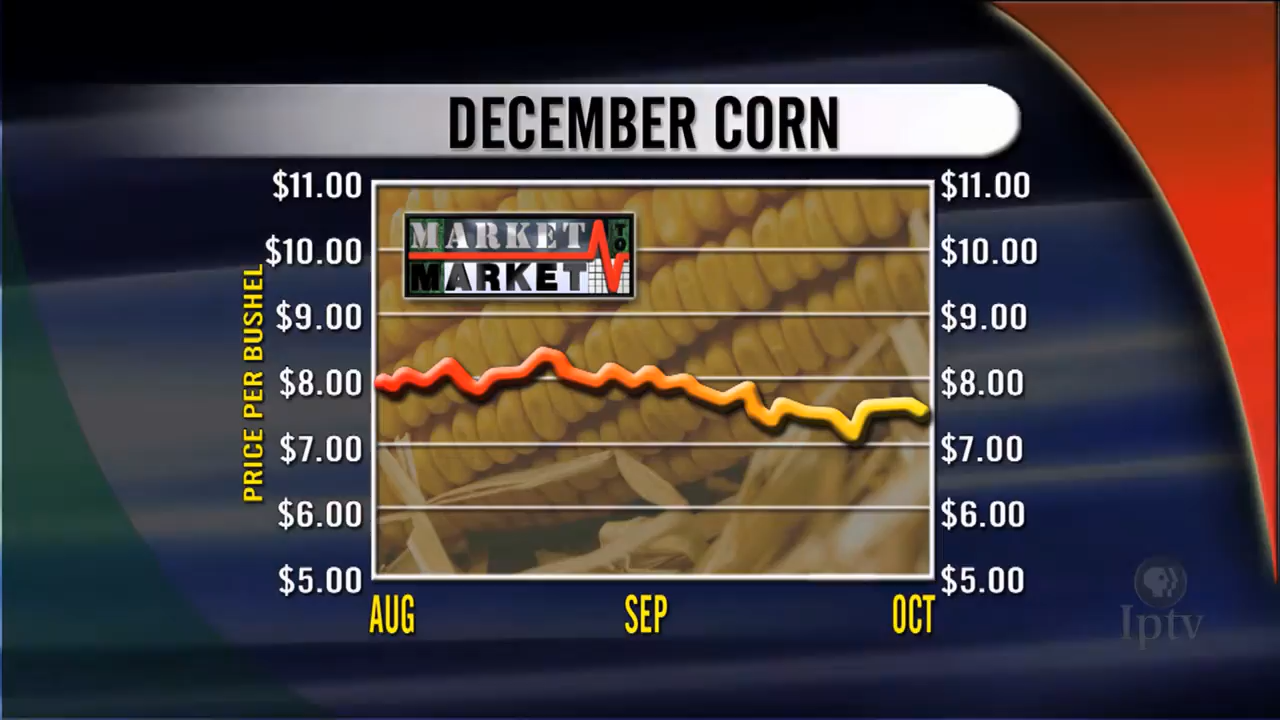 DECEMBER CORN
$11.00 $11.00
MARKET TO
MARKET
$10.00 $10.00
$9.00 $9.00
$8.00 $8.00
$7.00 $7.00
$6.00 $6.00
$5.00 $5.00
PRICE PER BUSHEL
AUG SEP OCT
Iptv